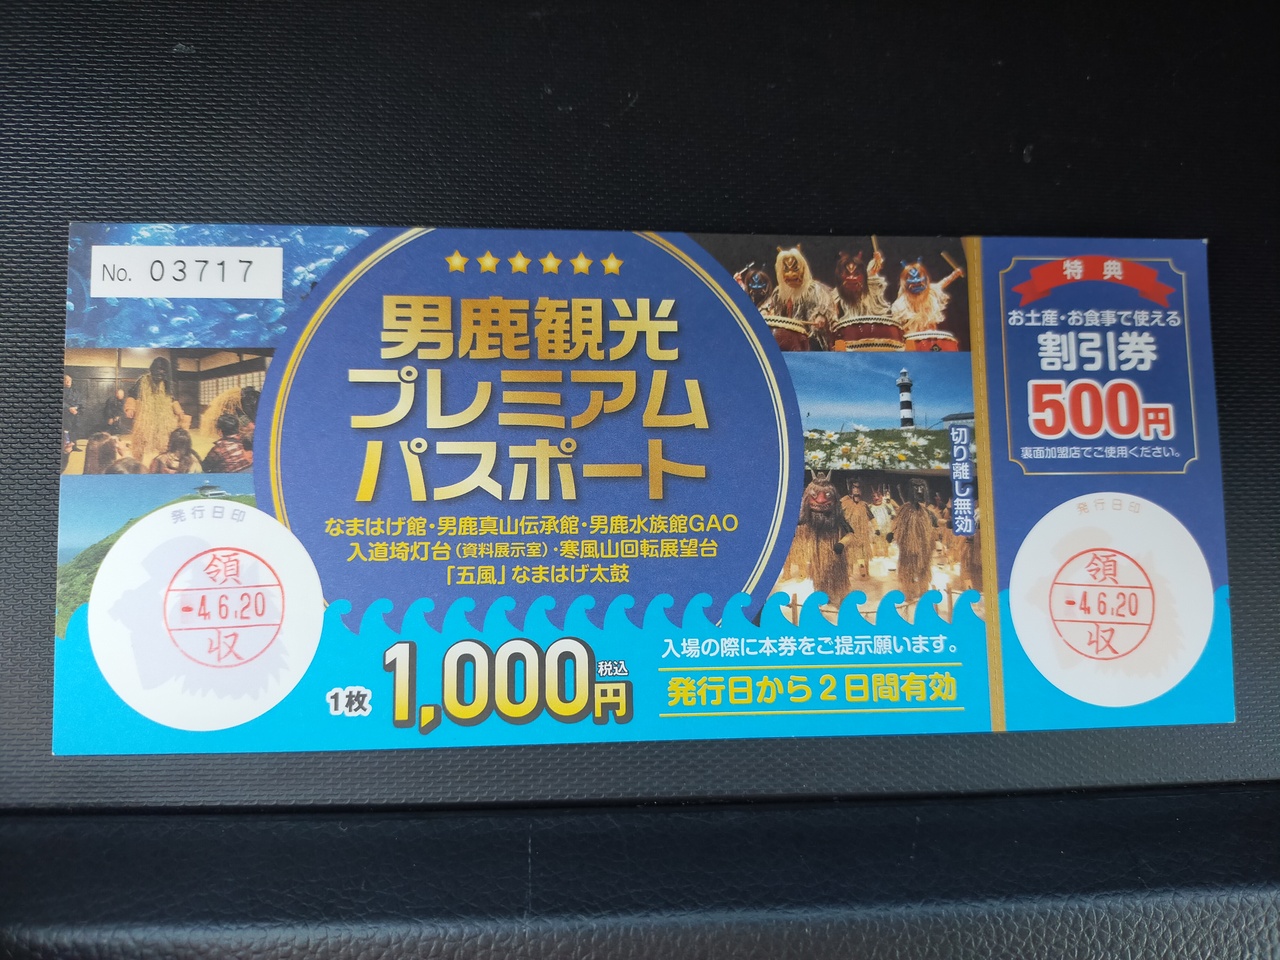 No. 03717
男鹿観光
プレミアム
パスポート
なまはげ館・男鹿真山伝承館・男鹿水族館GAO
入道埼灯台(資料展示室)・寒風山回転展望台
「五風」なまはげ太鼓
発行日印
領
-4.6.20
収
1枚 1,000円 税込
入場の際に本券をご提示願います。
発行日から2日間有効
切り離し無効
特典
お土産・お食事で使える
割引券
500円
裏面加盟店でご使用ください。
発行日印
領
-4.6.20
収